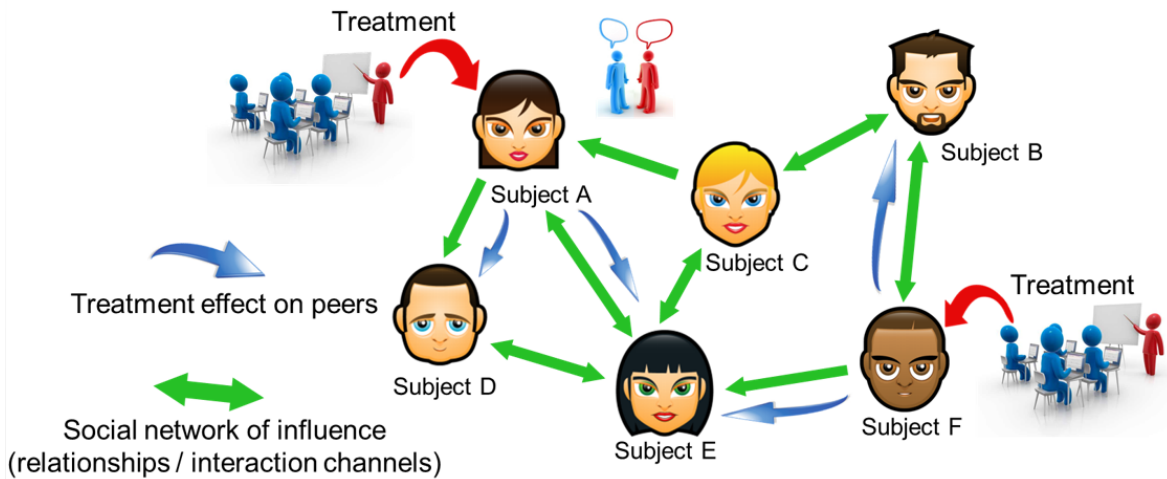 Treatment
Subject A
Subject B
Subject C
Treatment effect on peers
Treatment
Subject D
Subject E
Subject F
Social network of influence
(relationships / interaction channels)